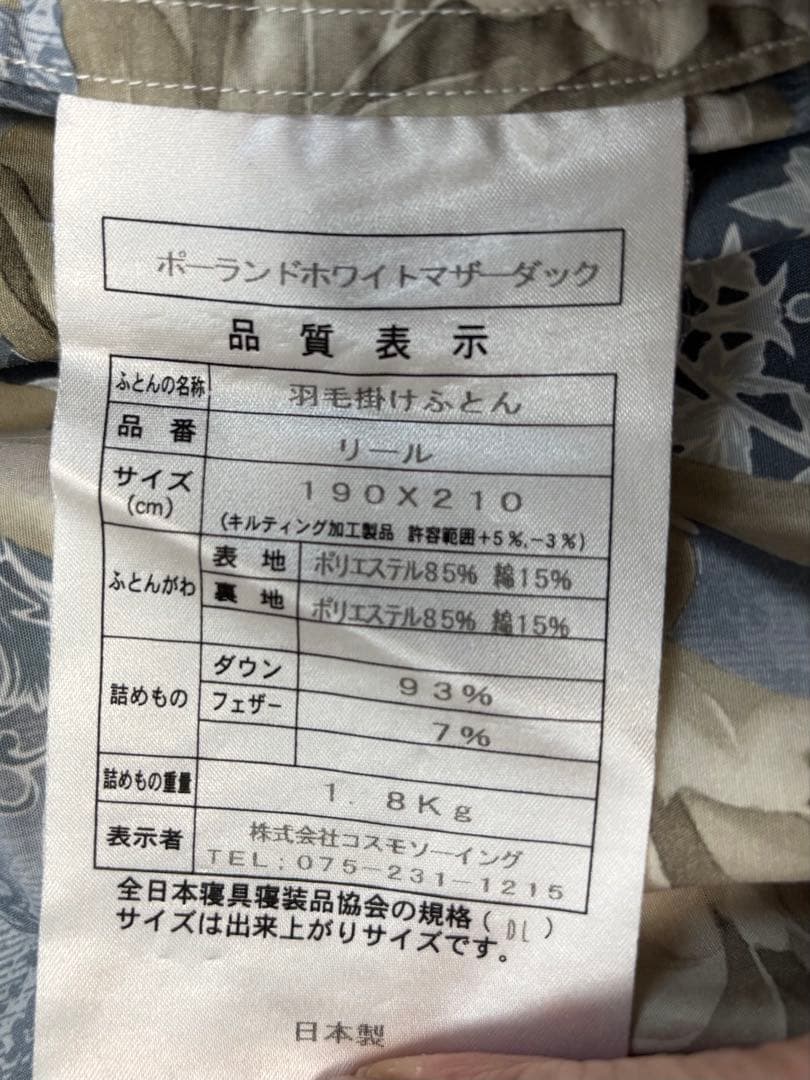 ポーランドホワイトマザーダック
品質表示
ふとんの名称 羽毛掛けふとん
品番 リール
サイズ(cm) 190X210
(キルティング加工製品 許容範囲+5%,-3%)
ふとんがわ 表地 ポリエステル85% 綿15%
裏地 ポリエステル85% 綿15%
詰めもの ダウン 93%
フェザー 7%
詰めもの重量 1.8Kg
表示者 株式会社コスモソーイング
TEL:075-231-1215
全日本寝具寝装品協会の規格(DL)
サイズは出来上がりサイズです。
日本製